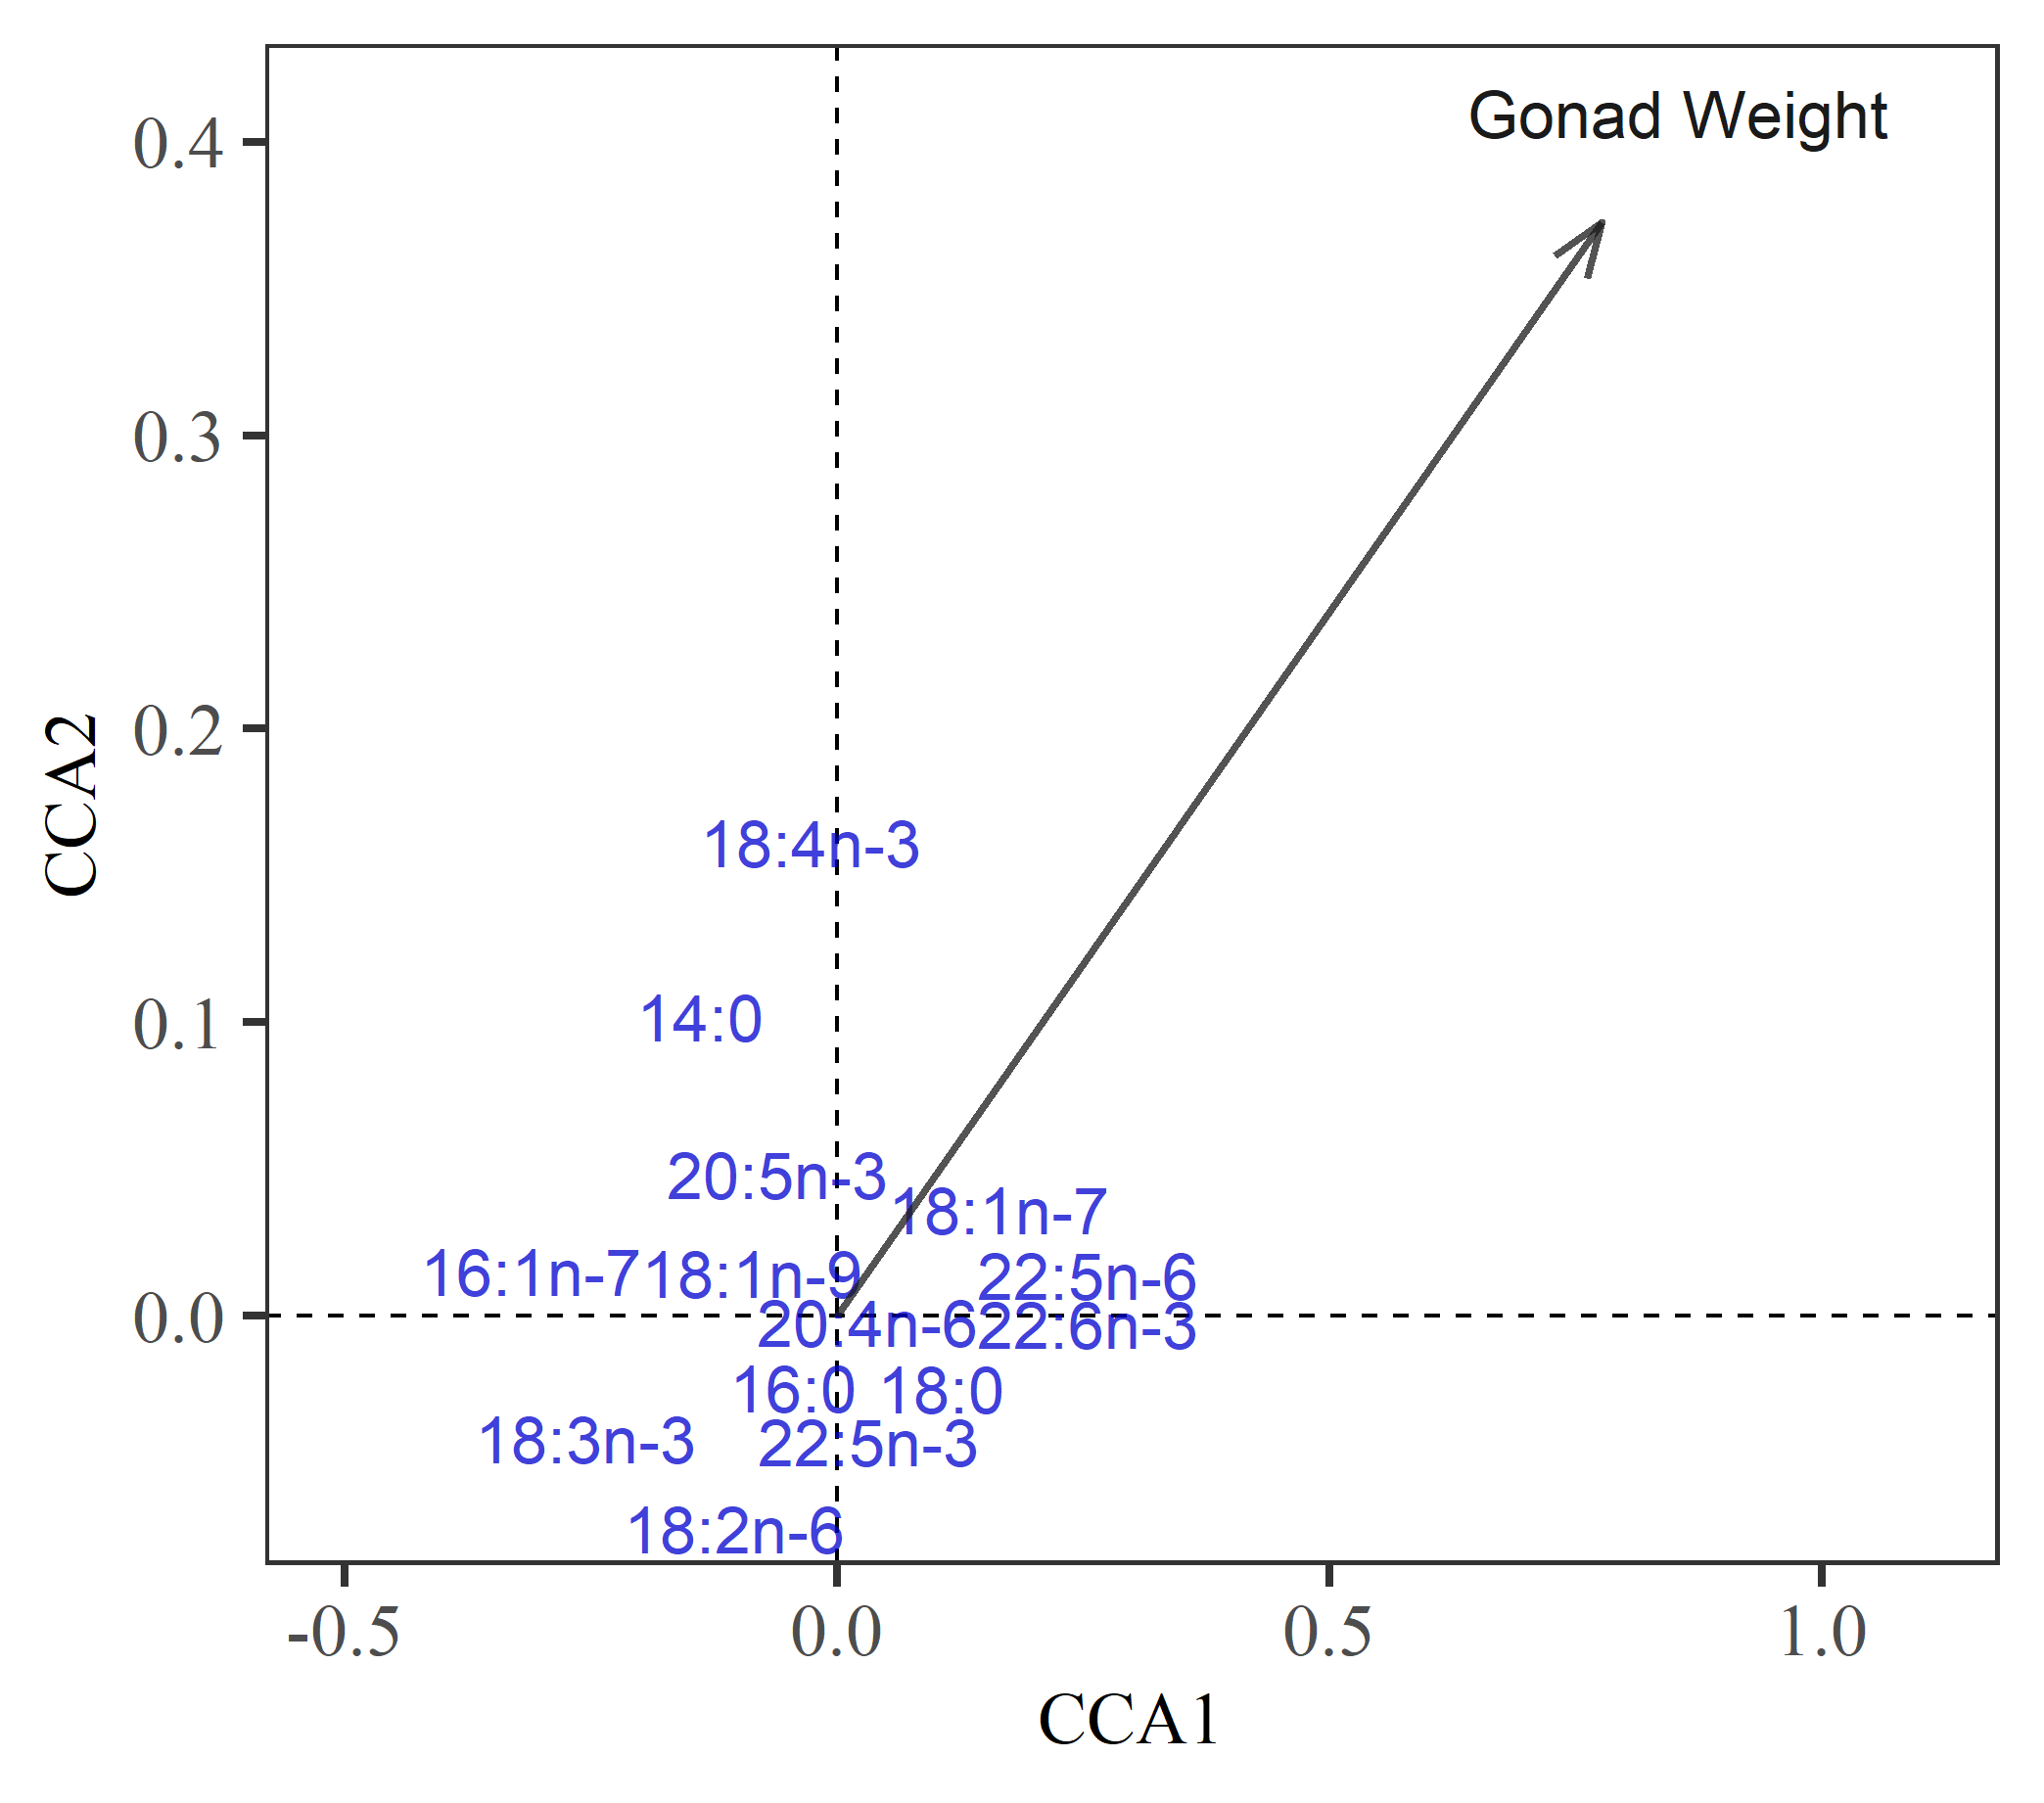 Gonad Weight
0.4
0.3
0.2
0.1
0.0
CCA2
18:4n-3
14:0
20:5n-3
18:1n-7
16:1n-7 18:1n-9 22:5n-6
20:4n-6 22:6n-3
16:0 18:0
18:3n-3 22:5n-3
18:2n-6
-0.5 0.0 0.5 1.0
CCA1